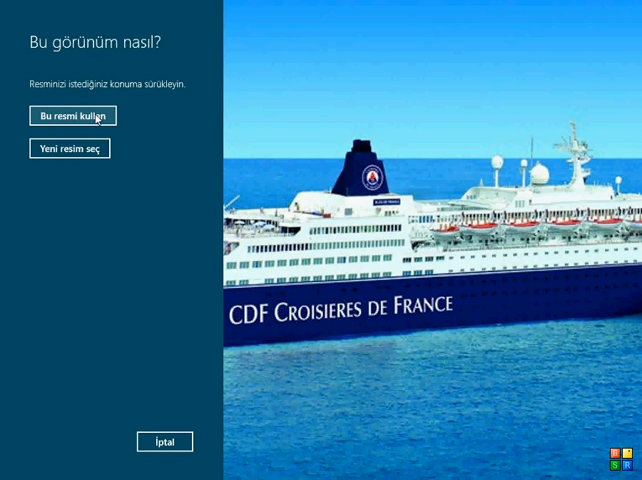 Bu görünüm nasıl?
Resminizi istediğiniz konuma sürükleyin.
Bu resmi kullan
Yeni resim seç
İptal
CDF CROISIERES DE FRANCE